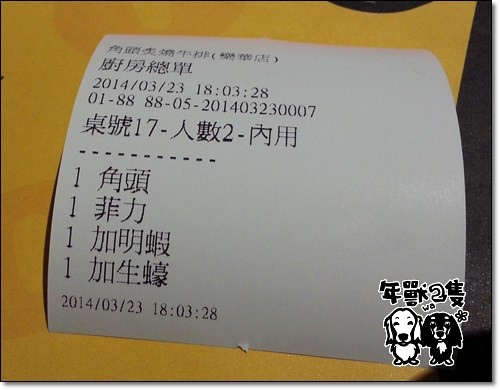 角頭炙燒牛排(樂華店)
廚房總單
2014/03/23 18:03:28
01-88 88-05-201403230007
桌號17-人數2-內用
-----------
1 角頭
1 菲力
1 加明蝦
1 加生蠔
2014/03/23 18:03:28
年獸2隻
wo